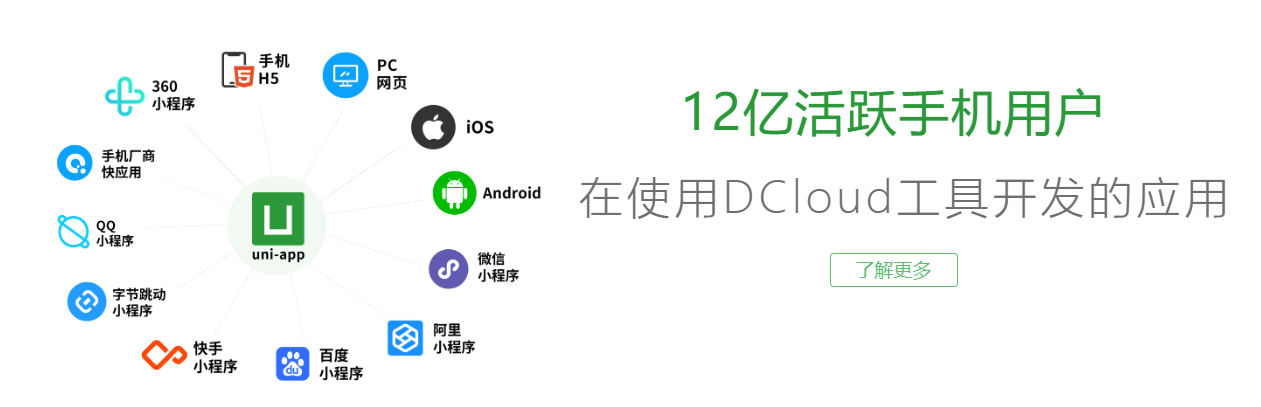 手机
H5
PC
网页
360
小程序
iOS
手机厂商
快应用
Android
QQ
小程序
uni-app
微信
小程序
字节跳动
小程序
阿里
小程序
快手
小程序
百度
小程序
du
12亿活跃手机用户
在使用DCloud工具开发的应用
了解更多